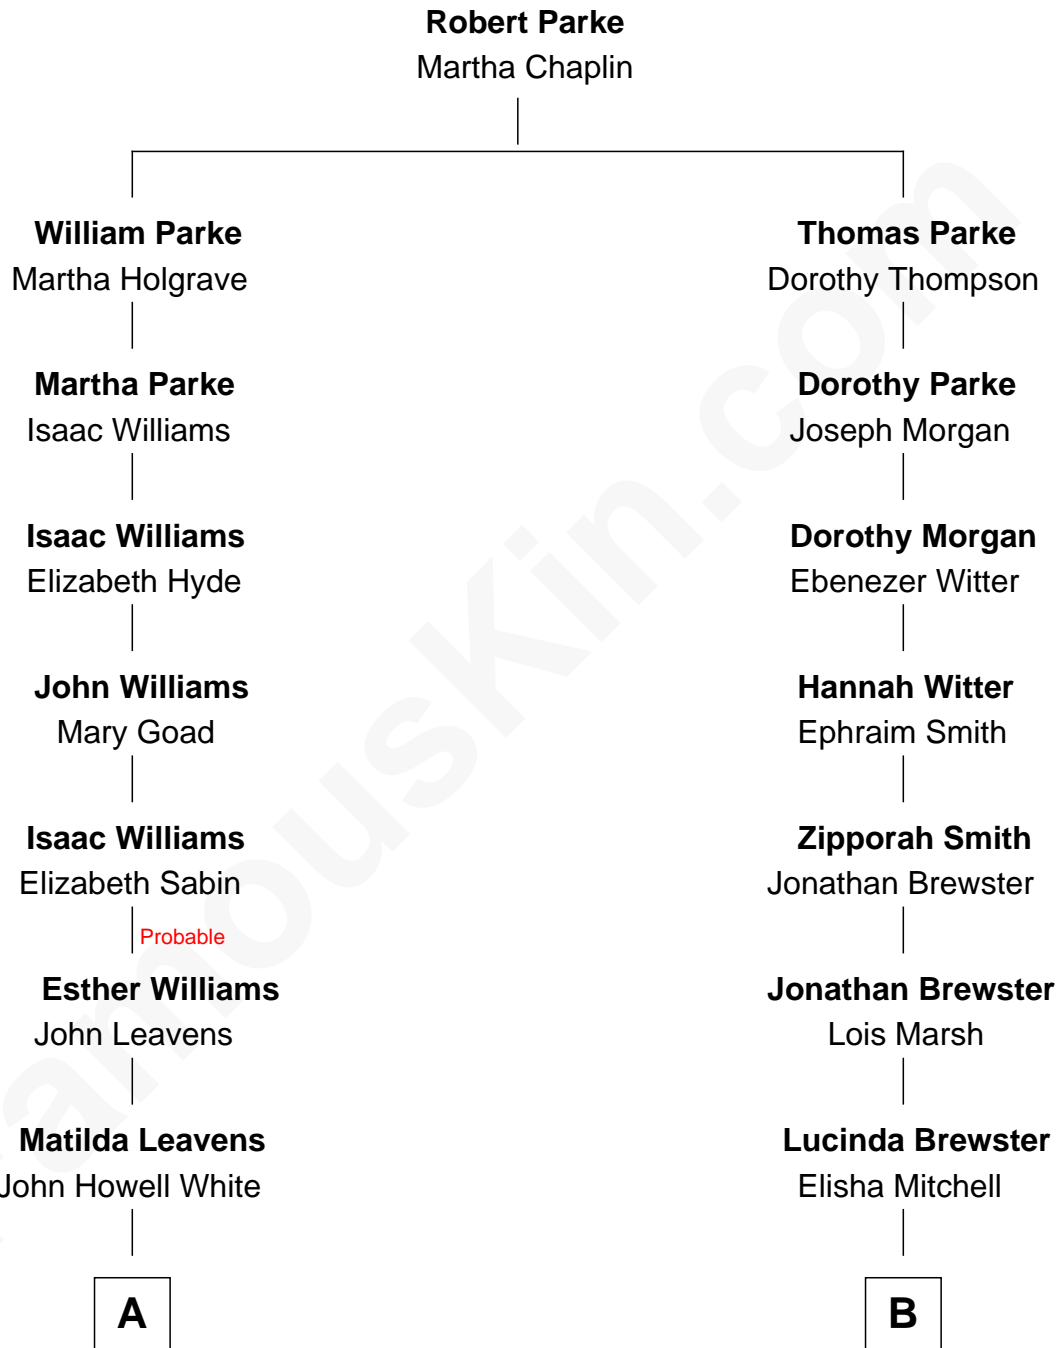 Robert Parke
Martha Chaplin
William Parke
Martha Holgrave
Thomas Parke
Dorothy Thompson
Martha Parke
Isaac Williams
Dorothy Parke
Joseph Morgan
Isaac Williams
Elizabeth Hyde
Dorothy Morgan
Ebenezer Witter
John Williams
Mary Goad
Hannah Witter
Ephraim Smith
Isaac Williams
Elizabeth Sabin
Zipporah Smith
Jonathan Brewster
Probable
Esther Williams
John Leavens
Jonathan Brewster
Lois Marsh
Matilda Leavens
John Howell White
Lucinda Brewster
Elisha Mitchell
A
B
FamousKin.com